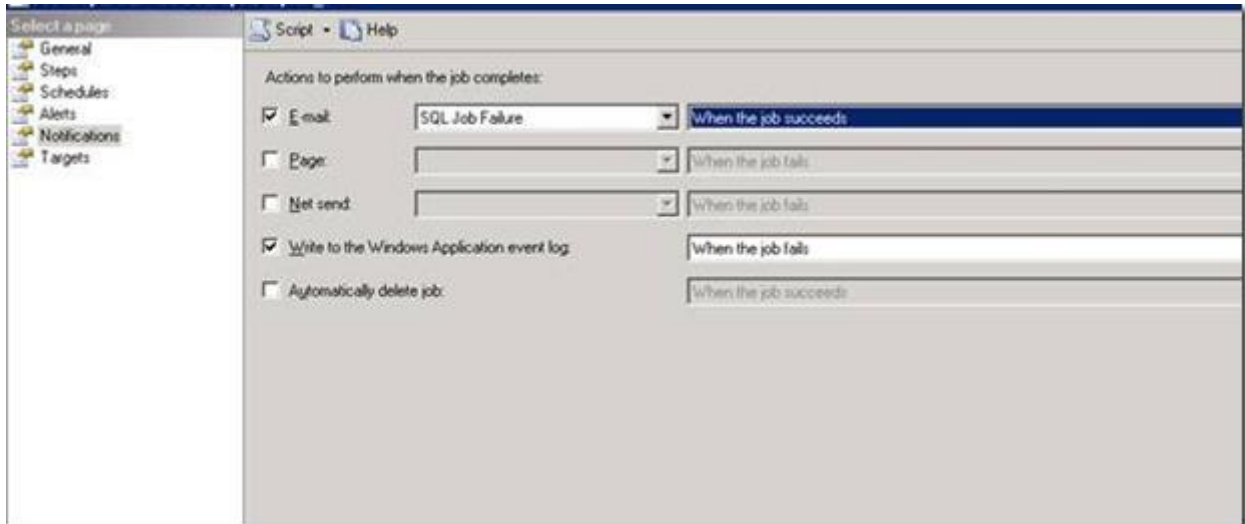 Select a page
General
Steps
Schedules
Alerts
Notifications
Targets
Script Help
Actions to perform when the job completes:
E-mail: SQL Job Failure When the job succeeds
Page: When the job fails
Net send: When the job fails
Write to the Windows Application event log: When the job fails
Automatically delete job: When the job succeeds